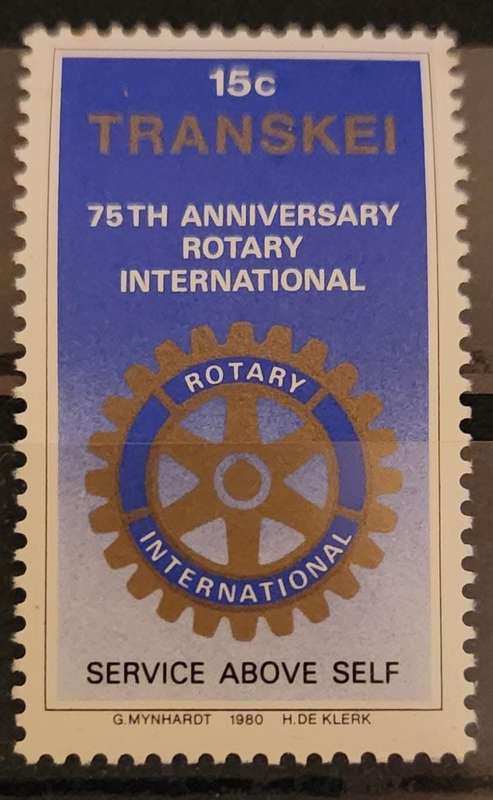 15c
TRANSKEI
75TH ANNIVERSARY
ROTARY
INTERNATIONAL
ROTARY
INTERNATIONAL
SERVICE ABOVE SELF
G.MYNHARDT 1980 H.DE KLERK